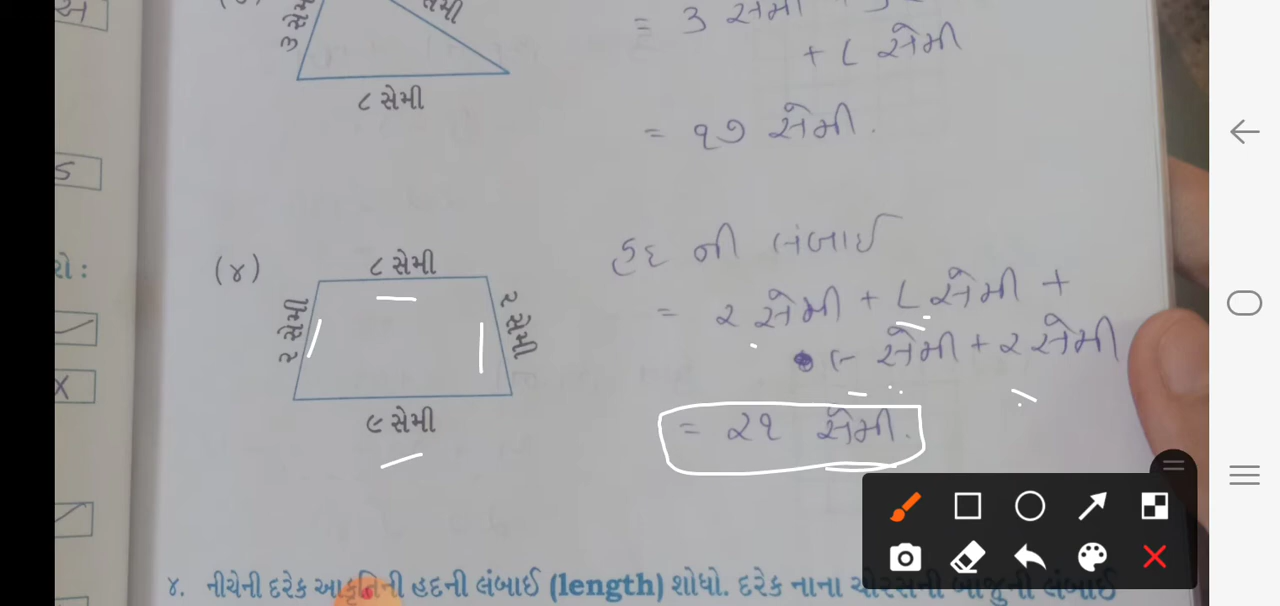 ૩ સેમી
= ૩ સેમી +
+ ૮ સેમી
૮ સેમી
= ૧૭ સેમી.
(૪)
૮ સેમી
૨ સેમી
૨ સેમી
૯ સેમી
હદ ની લંબાઈ
= ૨ સેમી + ૮ સેમી +
૯ સેમી + ૨ સેમી
= ૨૧ સેમી.
૪. નીચેની દરેક આકૃતિની હદની લંબાઈ (length) શોધો. દરેક નાના ચોરસની બાજુની લંબાઈ